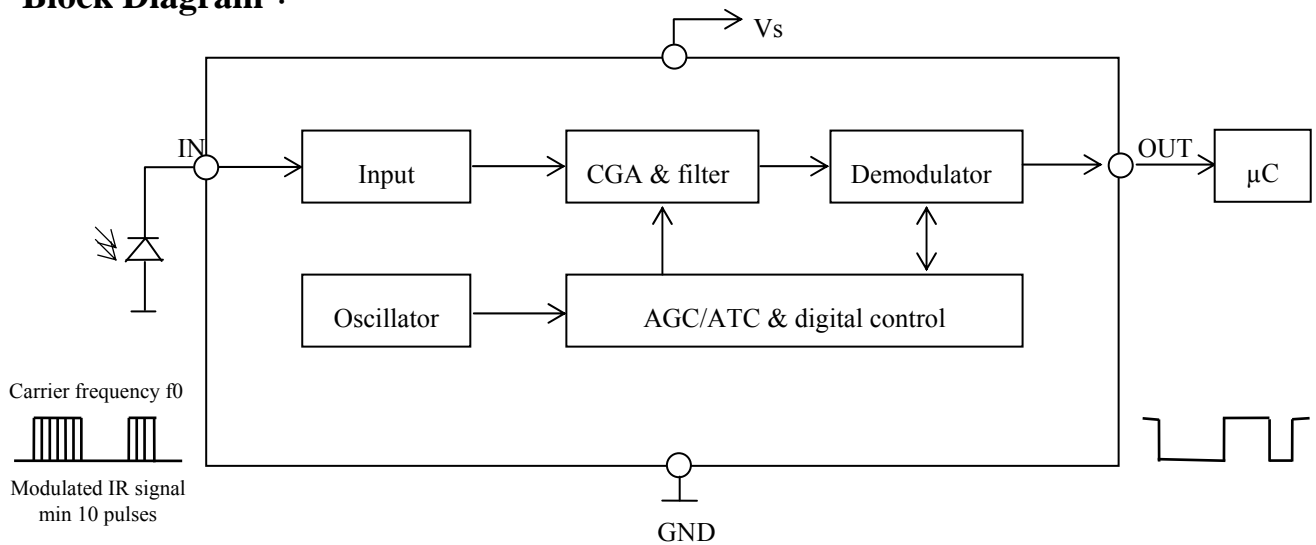 Block Diagram :
Vs
IN
Input
CGA & filter
Demodulator
OUT
µC
Oscillator
AGC/ATC & digital control
Carrier frequency f0
Modulated IR signal
min 10 pulses
GND